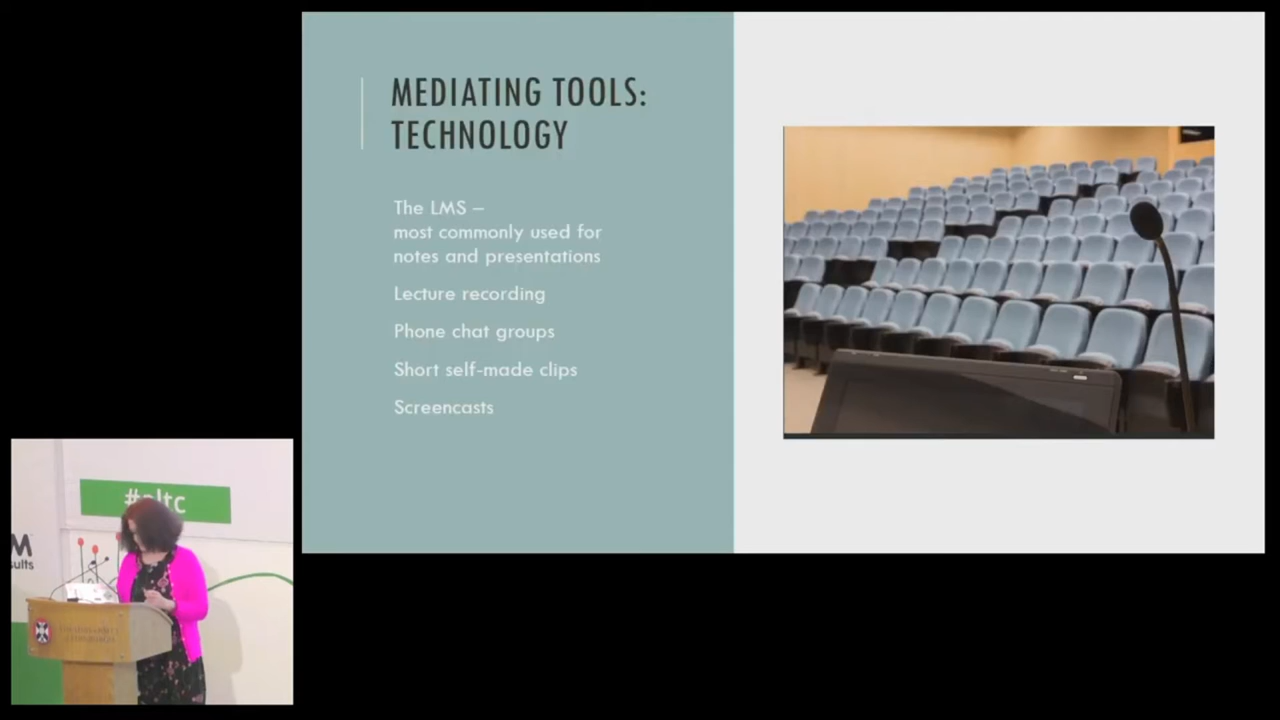 MEDIATING TOOLS:
TECHNOLOGY
The LMS –
most commonly used for
notes and presentations
Lecture recording
Phone chat groups
Short self-made clips
Screencasts